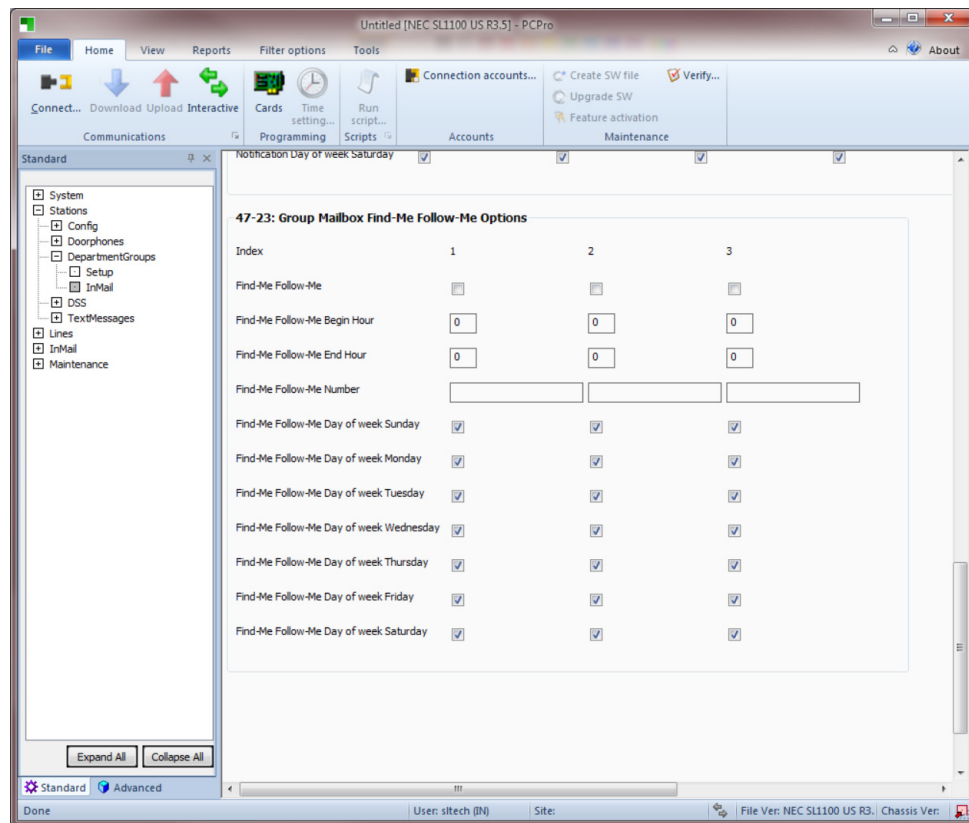 Untitled [NEC SL1100 US R3.5] - PCPro
File Home View Reports Filter options Tools About
Connect... Download Upload Interactive Cards Time setting... Run script... Connection accounts... Create SW file Verify...
Upgrade SW
Feature activation
Communications Programming Scripts Accounts Maintenance
Standard
System
Stations
Config
Doorphones
DepartmentGroups
Setup
InMail
DSS
TextMessages
Lines
InMail
Maintenance
Notification Day of week Saturday
47-23: Group Mailbox Find-Me Follow-Me Options
Index 1 2 3
Find-Me Follow-Me
Find-Me Follow-Me Begin Hour 0 0 0
Find-Me Follow-Me End Hour 0 0 0
Find-Me Follow-Me Number
Find-Me Follow-Me Day of week Sunday
Find-Me Follow-Me Day of week Monday
Find-Me Follow-Me Day of week Tuesday
Find-Me Follow-Me Day of week Wednesday
Find-Me Follow-Me Day of week Thursday
Find-Me Follow-Me Day of week Friday
Find-Me Follow-Me Day of week Saturday
Expand All Collapse All
Standard Advanced
Done User: sltech (IN) Site: File Ver: NEC SL1100 US R3. Chassis Ver: